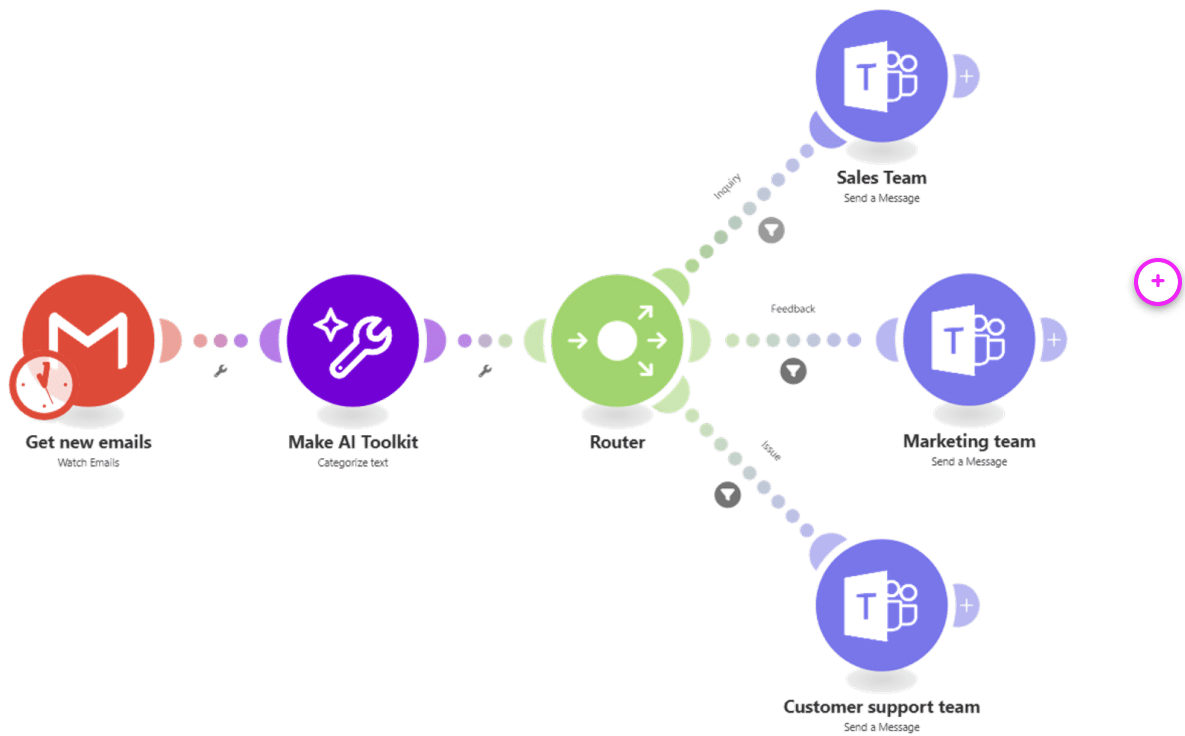 Sales Team
Send a Message
Inquiry
Feedback
Get new emails
Watch Emails
Make AI Toolkit
Categorize text
Router
Marketing team
Send a Message
Issue
Customer support team
Send a Message